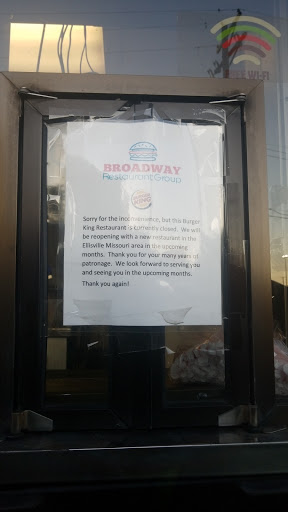 BROADWAY
Restaurant Group
BURGER
KING
Sorry for the inconvenience, but this Burger
King Restaurant is currently closed. We will
be reopening with a new restaurant in the
Ellisville Missouri area in the upcoming
months. Thank you for your many years of
patronage. We look forward to serving you
and seeing you in the upcoming months.
Thank you again!